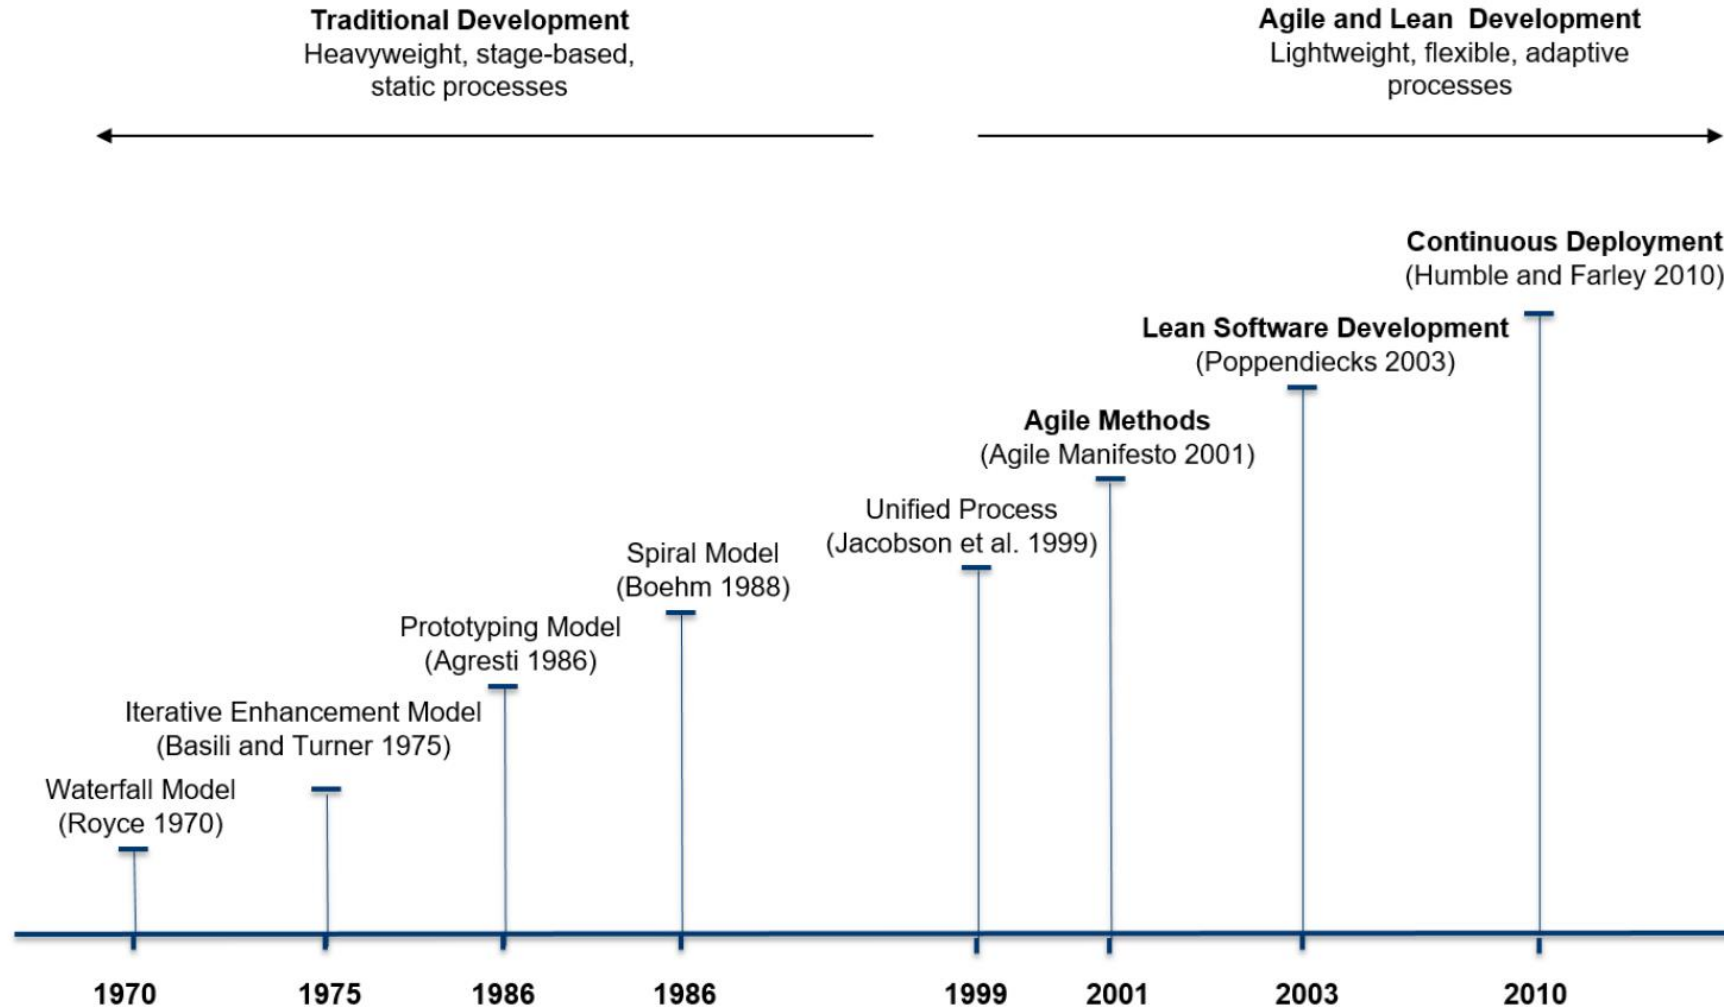 Traditional Development
Heavyweight, stage-based,
static processes
Agile and Lean  Development
Lightweight, flexible, adaptive
processes
Continuous Deployment
(Humble and Farley 2010)
Lean Software Development
(Poppendiecks 2003)
Agile Methods
(Agile Manifesto 2001)
Unified Process
(Jacobson et al. 1999)
Spiral Model
(Boehm 1988)
Prototyping Model
(Agresti 1986)
Iterative Enhancement Model
(Basili and Turner 1975)
Waterfall Model
(Royce 1970)
1970 1975 1986 1986 1999 2001 2003 2010